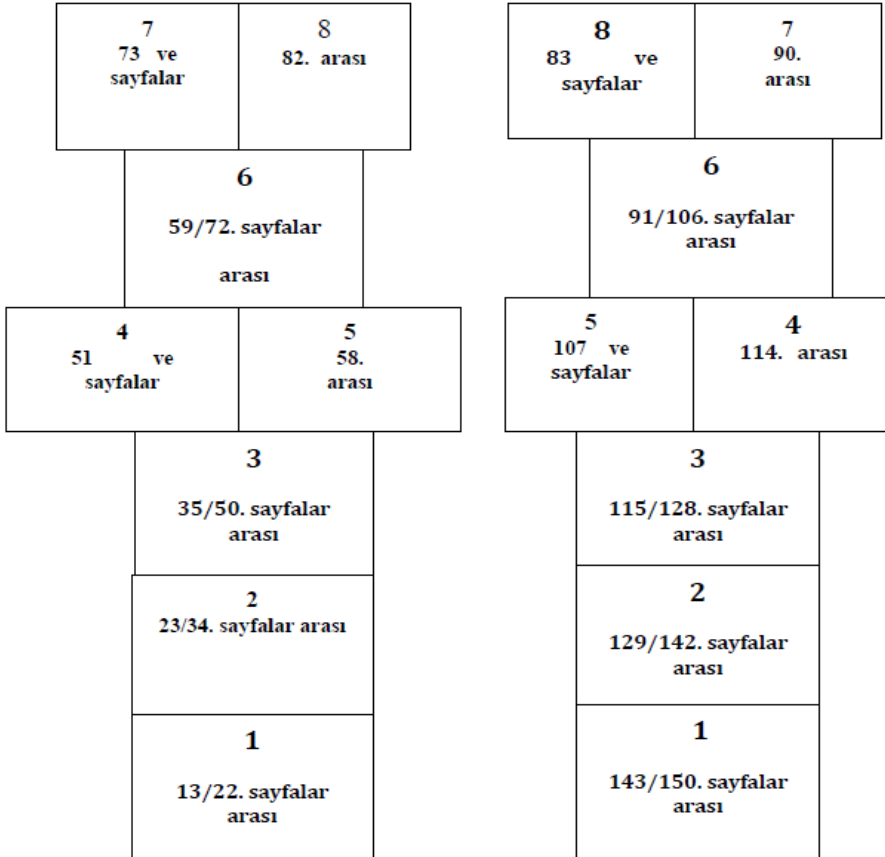 7
73 ve
sayfalar
8
82. arası
6
59/72. sayfalar
arası
4
51 ve
sayfalar
5
58.
arası
3
35/50. sayfalar
arası
2
23/34. sayfalar arası
1
13/22. sayfalar
arası
8
83 ve
sayfalar
7
90.
arası
6
91/106. sayfalar
arası
5
107 ve
sayfalar
4
114. arası
3
115/128. sayfalar
arası
2
129/142. sayfalar
arası
1
143/150. sayfalar
arası